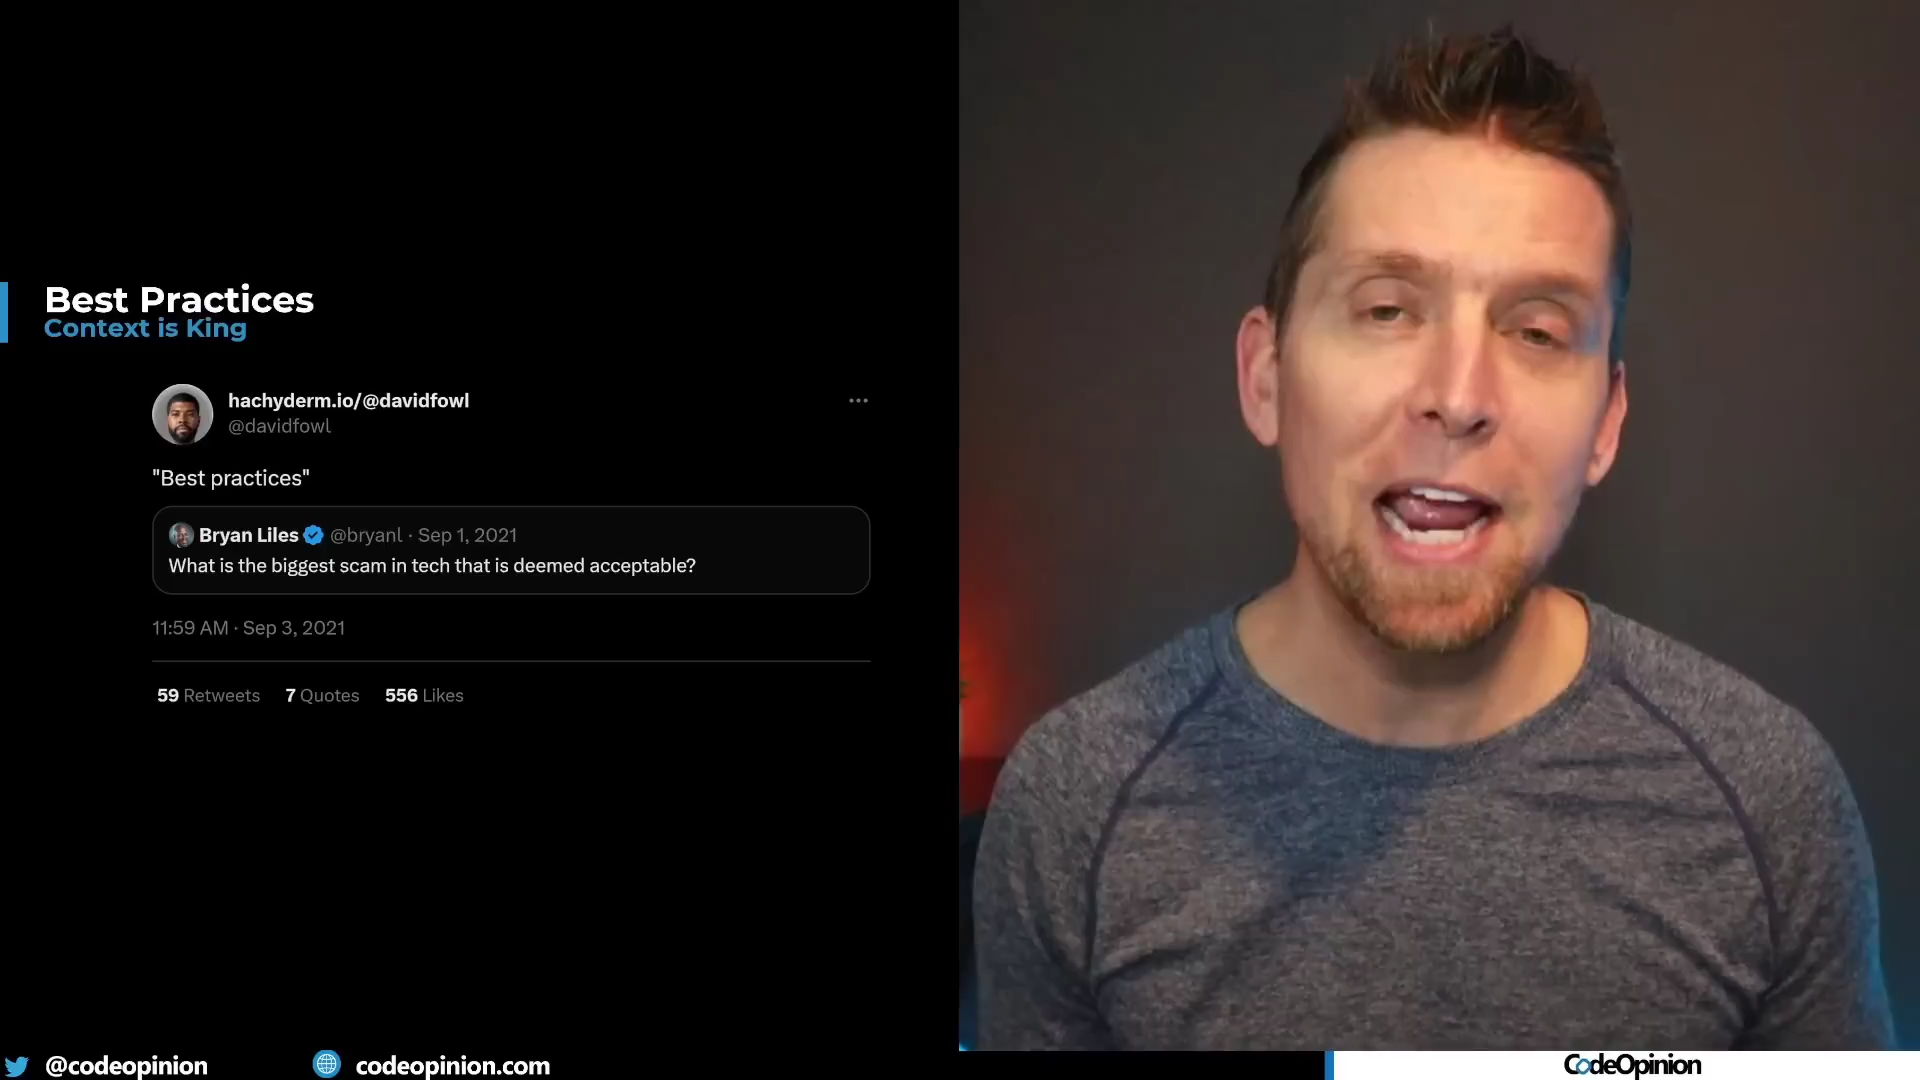 Best Practices
Context is King
hachyderm.io/@davidfowl
@davidfowl
"Best practices"
Bryan Liles @bryanl · Sep 1, 2021
What is the biggest scam in tech that is deemed acceptable?
11:59 AM · Sep 3, 2021
59 Retweets 7 Quotes 556 Likes
@codeopinion codeopinion.com CodeOpinion